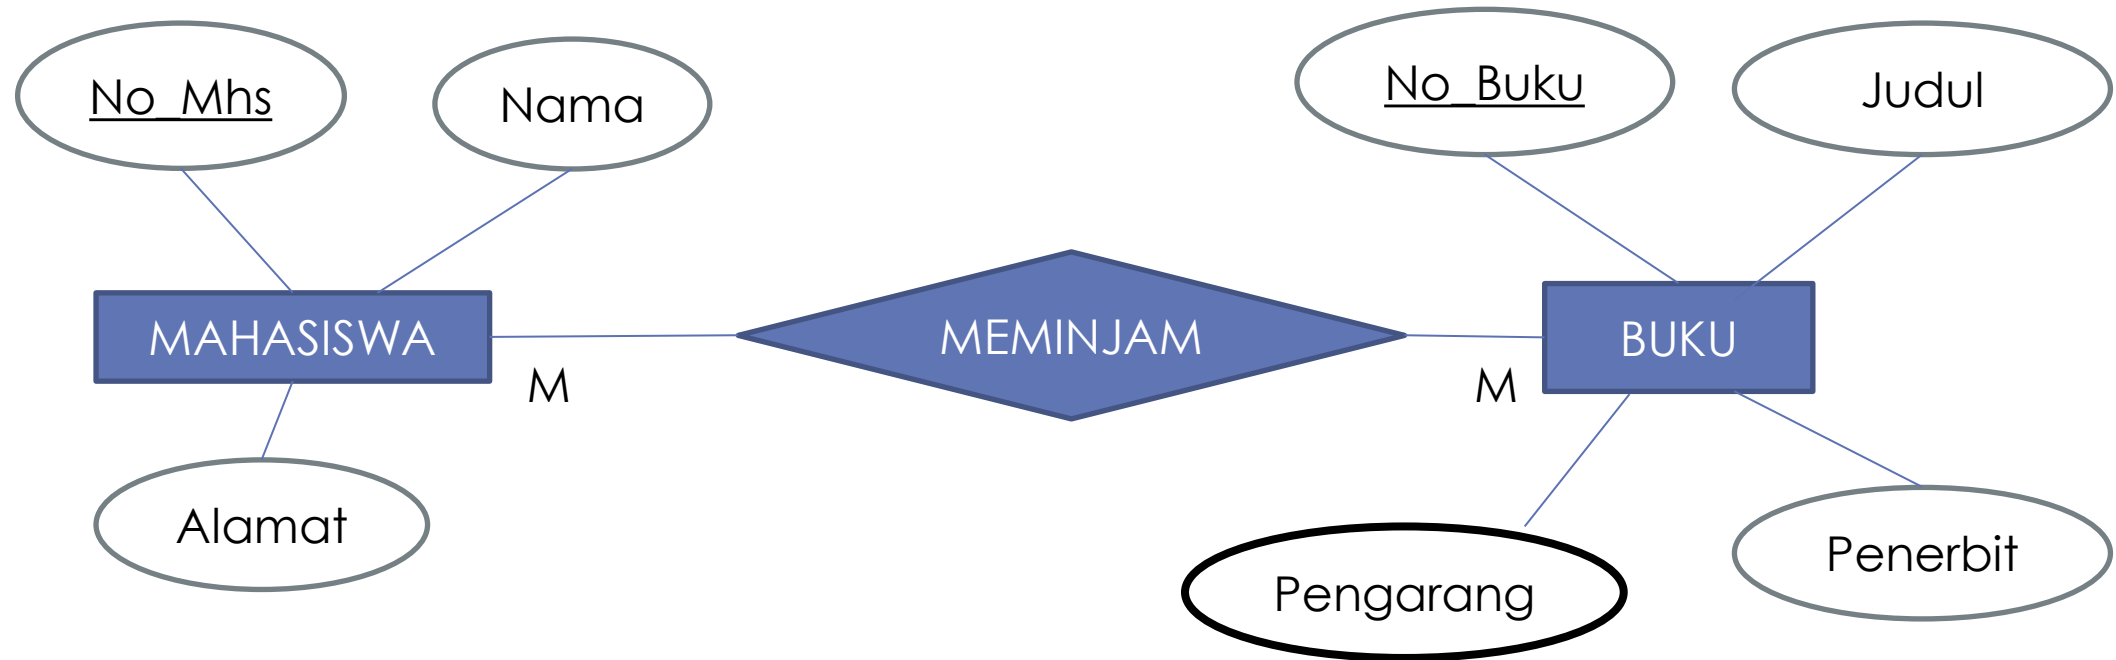 No_Mhs
Nama
No_Buku
Judul
MAHASISWA
MEMINJAM
BUKU
M
M
Alamat
Pengarang
Penerbit